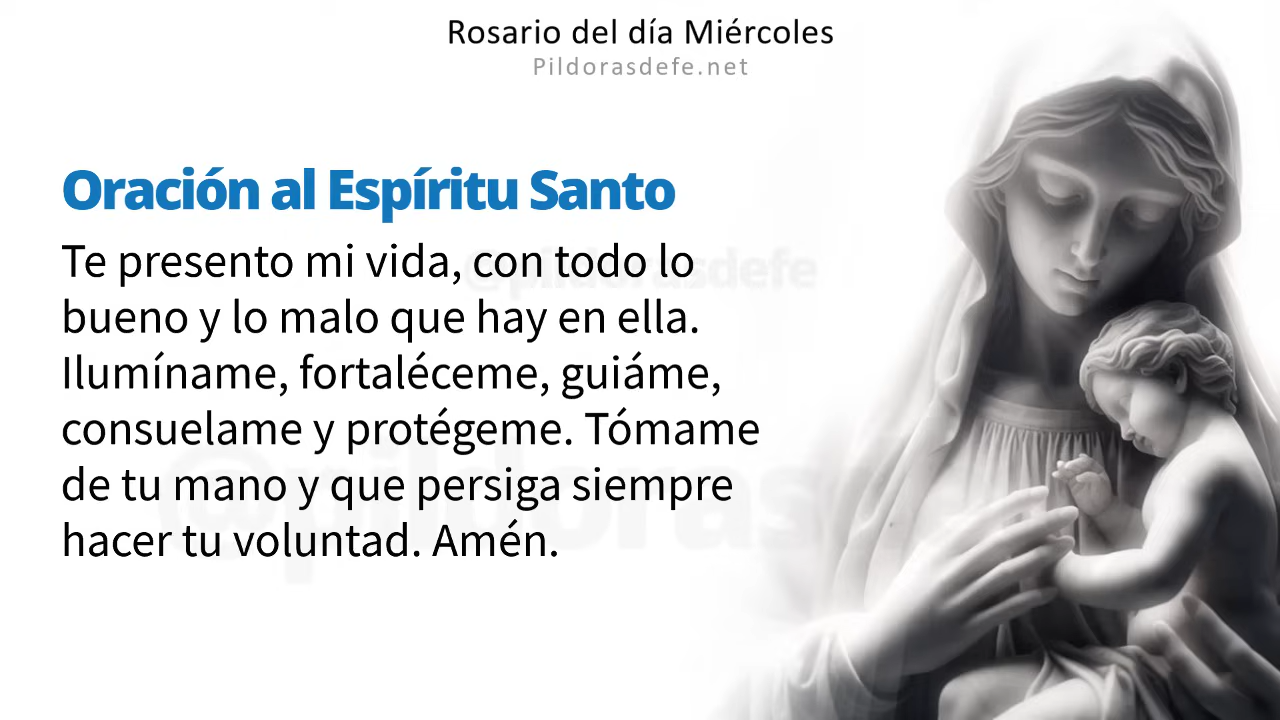 Rosario del día Miércoles
Pildorasdefe.net
Oración al Espíritu Santo
Te presento mi vida, con todo lo
bueno y lo malo que hay en ella.
Ilumíname, fortaléceme, guiáme,
consuelame y protégeme. Tómame
de tu mano y que persiga siempre
hacer tu voluntad. Amén.
@pildorasdefe